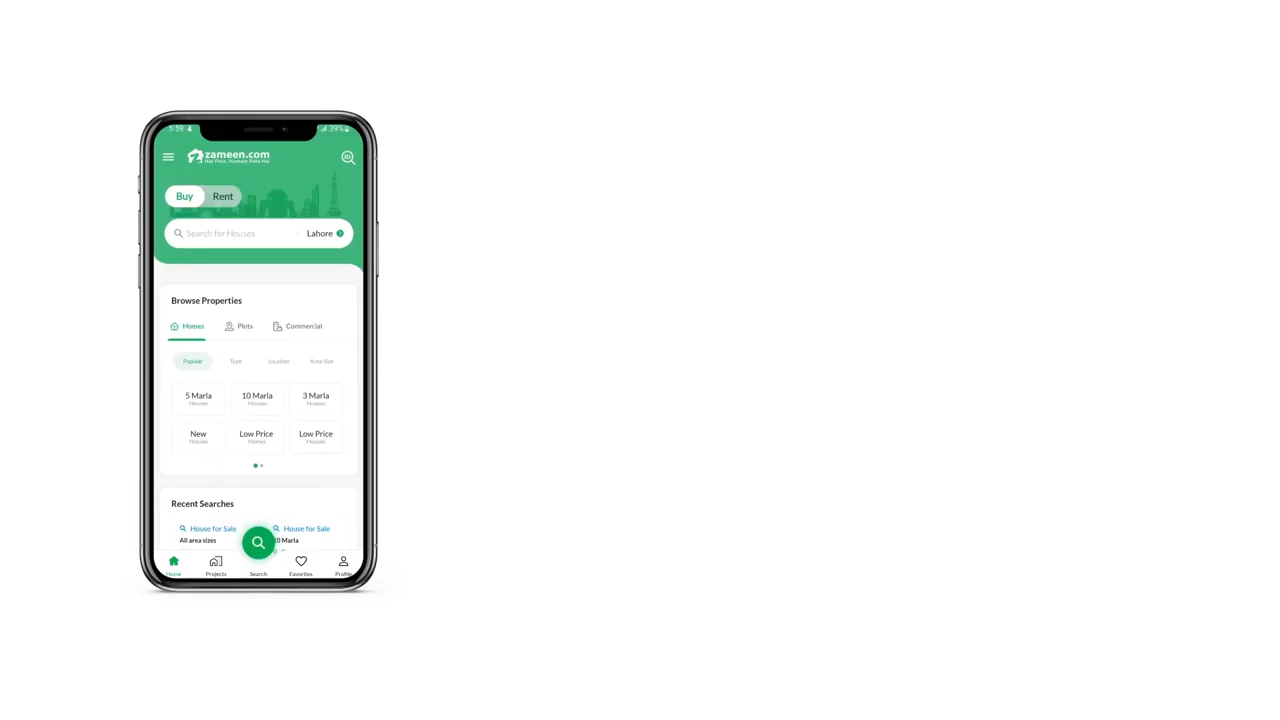 5:59
39%
zameen.com
Har Pata, Humain Pata Hai
ID
Buy
Rent
Search for Houses
Lahore
Browse Properties
Homes
Plots
Commercial
Popular
Type
Location
Area Size
5 Marla
Houses
10 Marla
Houses
3 Marla
Houses
New
Houses
Low Price
Homes
Low Price
Houses
Recent Searches
House for Sale
All area sizes
House for Sale
10 Marla
Home
Projects
Search
Favorites
Profile